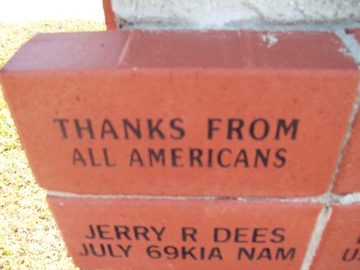 THANKS FROM
ALL AMERICANS
JERRY R DEES
JULY 69KIA NAM